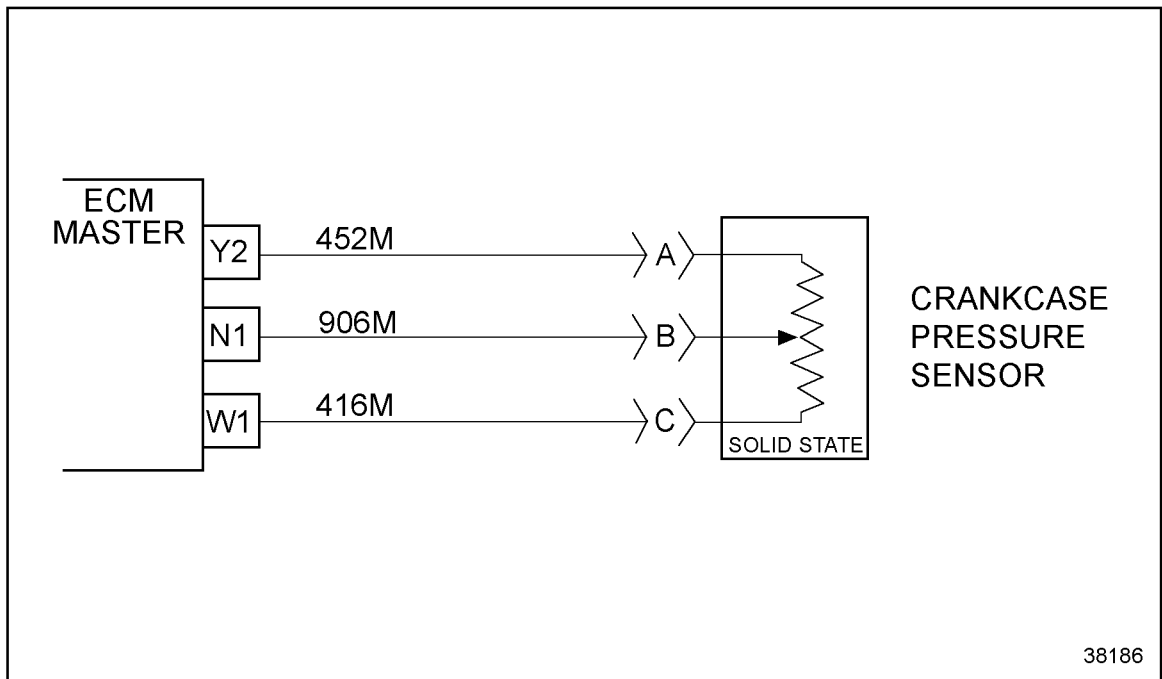 ECM
MASTER
Y2
452M
A
N1
906M
B
W1
416M
C
SOLID STATE
CRANKCASE
PRESSURE
SENSOR
38186